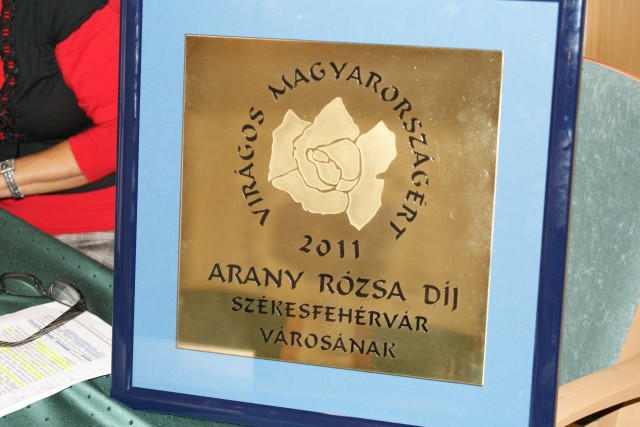 VIRÁGOS MAGYARORSZÁGÉRT
2011
ARANY RÓZSA DÍJ
SZÉKESFEHÉRVÁR
VÁROSÁNAK